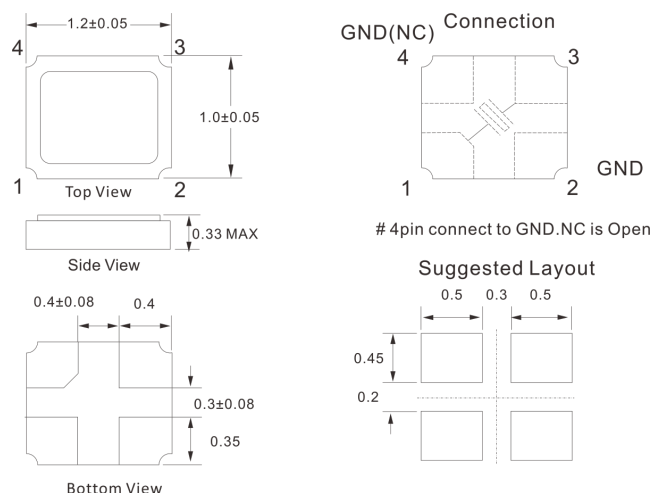 1.2±0.05
4
3
1.0±0.05
1
2
Top View
0.33 MAX
Side View
0.4±0.08
0.4
0.3±0.08
0.35
Bottom View
Connection
GND(NC)
4
3
1
2
GND
# 4pin connect to GND.NC is Open
Suggested Layout
0.5
0.3
0.5
0.45
0.2